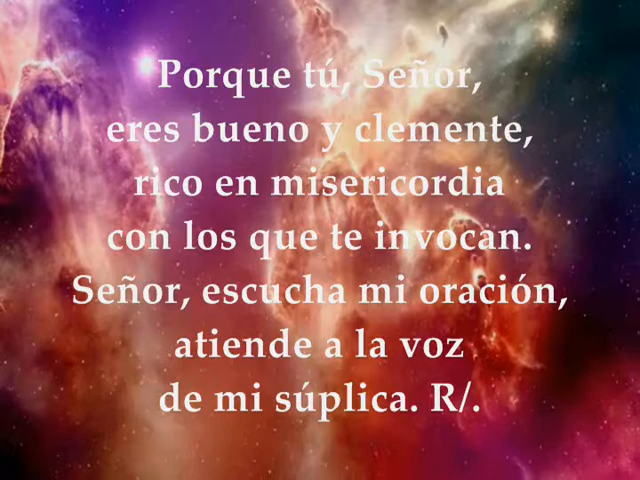 Porque tú, Señor,
eres bueno y clemente,
rico en misericordia
con los que te invocan.
Señor, escucha mi oración,
atiende a la voz
de mi súplica. R/.